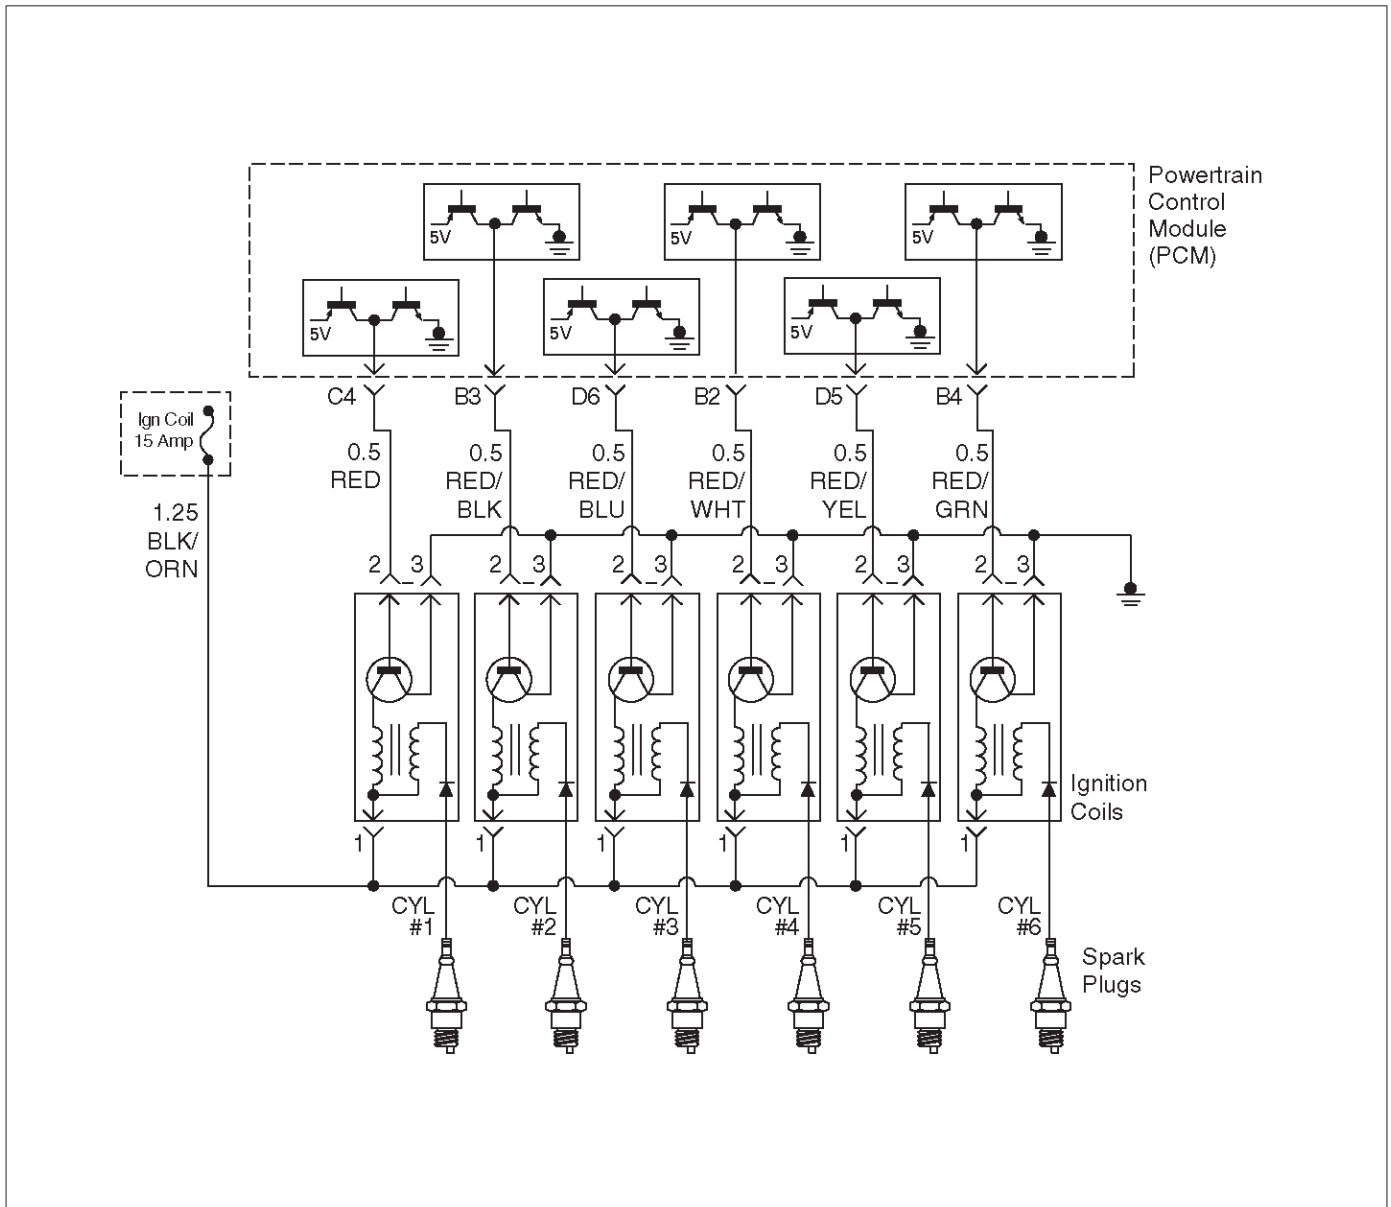 Powertrain
Control
Module
(PCM)
5V
5V
5V
5V
5V
5V
C4
B3
D6
B2
D5
B4
Ign Coil
15 Amp
0.5
RED
0.5
RED/
BLK
0.5
RED/
BLU
0.5
RED/
WHT
0.5
RED/
YEL
0.5
RED/
GRN
1.25
BLK/
ORN
2 3
2 3
2 3
2 3
2 3
2 3
Ignition
Coils
1
1
1
1
1
1
CYL
#1
CYL
#2
CYL
#3
CYL
#4
CYL
#5
CYL
#6
Spark
Plugs